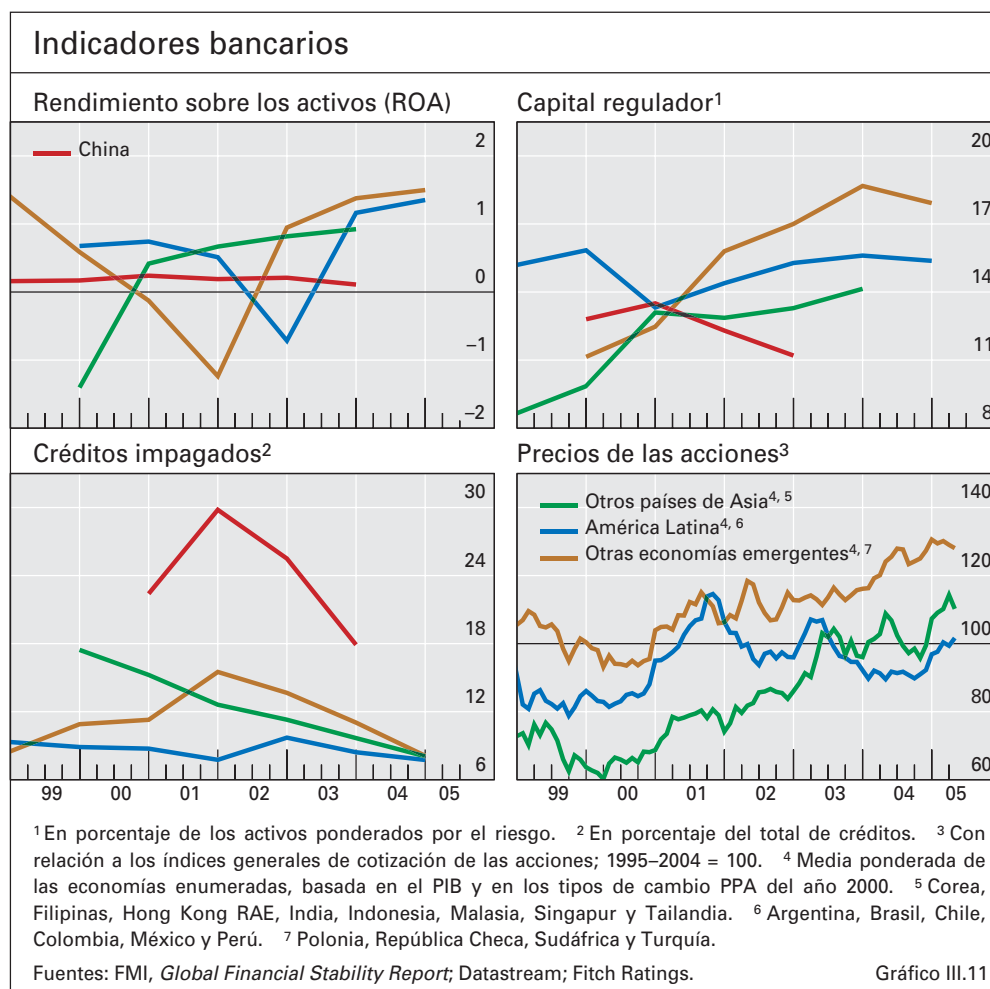 Indicadores bancarios
Rendimiento sobre los activos (ROA)
China
2
1
0
–1
–2
Capital regulador¹
20
17
14
11
8
Créditos impagados²
30
24
18
12
6
99 00 01 02 03 04 05
Precios de las acciones³
Otros países de Asia⁴, ⁵
América Latina⁴, ⁶
Otras economías emergentes⁴, ⁷
140
120
100
80
60
99 00 01 02 03 04 05
¹ En porcentaje de los activos ponderados por el riesgo. ² En porcentaje del total de créditos. ³ Con
relación a los índices generales de cotización de las acciones; 1995–2004 = 100. ⁴ Media ponderada de
las economías enumeradas, basada en el PIB y en los tipos de cambio PPA del año 2000. ⁵ Corea,
Filipinas, Hong Kong RAE, India, Indonesia, Malasia, Singapur y Tailandia. ⁶ Argentina, Brasil, Chile,
Colombia, México y Perú. ⁷ Polonia, República Checa, Sudáfrica y Turquía.
Fuentes: FMI, Global Financial Stability Report; Datastream; Fitch Ratings. Gráfico III.11